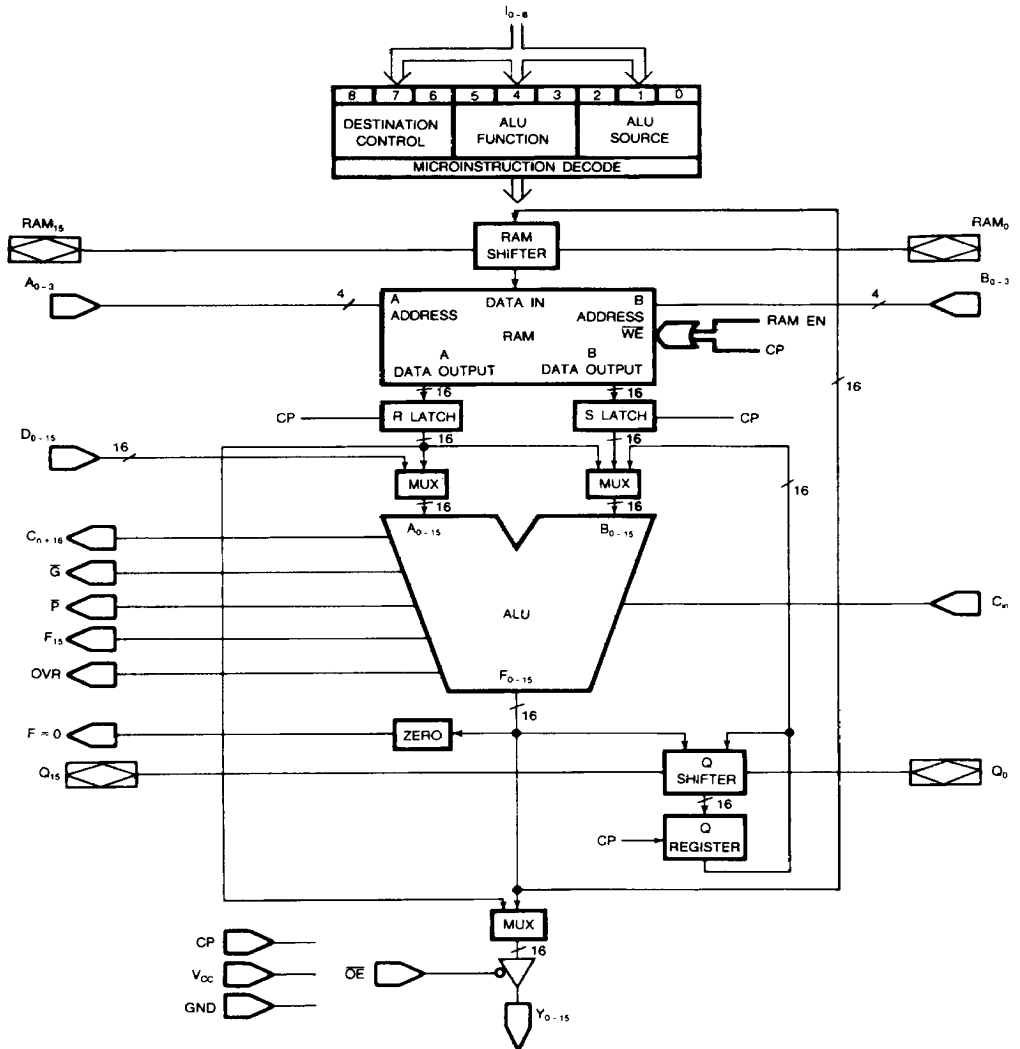 I₀₋₈
8 7 6 5 4 3 2 1 0
DESTINATION CONTROL
ALU FUNCTION
ALU SOURCE
MICROINSTRUCTION DECODE
RAM₁₅
RAM SHIFTER
RAM₀
A₀₋₃
4
A ADDRESS
DATA IN
B ADDRESS
4
B₀₋₃
RAM
W̅E̅
RAM EN
CP
A DATA OUTPUT
B DATA OUTPUT
16
16
16
CP
R LATCH
S LATCH
CP
D₀₋₁₅
16
16
16
MUX
MUX
16
16
16
A₀₋₁₅
B₀₋₁₅
Cₙ₊₁₆
G̅
P̅
ALU
Cᵢₙ
F₁₅
OVR
F₀₋₁₅
16
F = 0
ZERO
Q₁₅
Q SHIFTER
Q₀
16
CP
Q REGISTER
MUX
16
CP
V_CC
GND
O̅E̅
Y₀₋₁₅